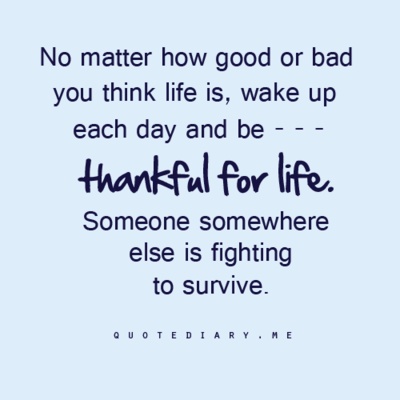 No matter how good or bad
you think life is, wake up
each day and be - - -
thankful for life.
Someone somewhere
else is fighting
to survive.
QUOTEDIARY.ME